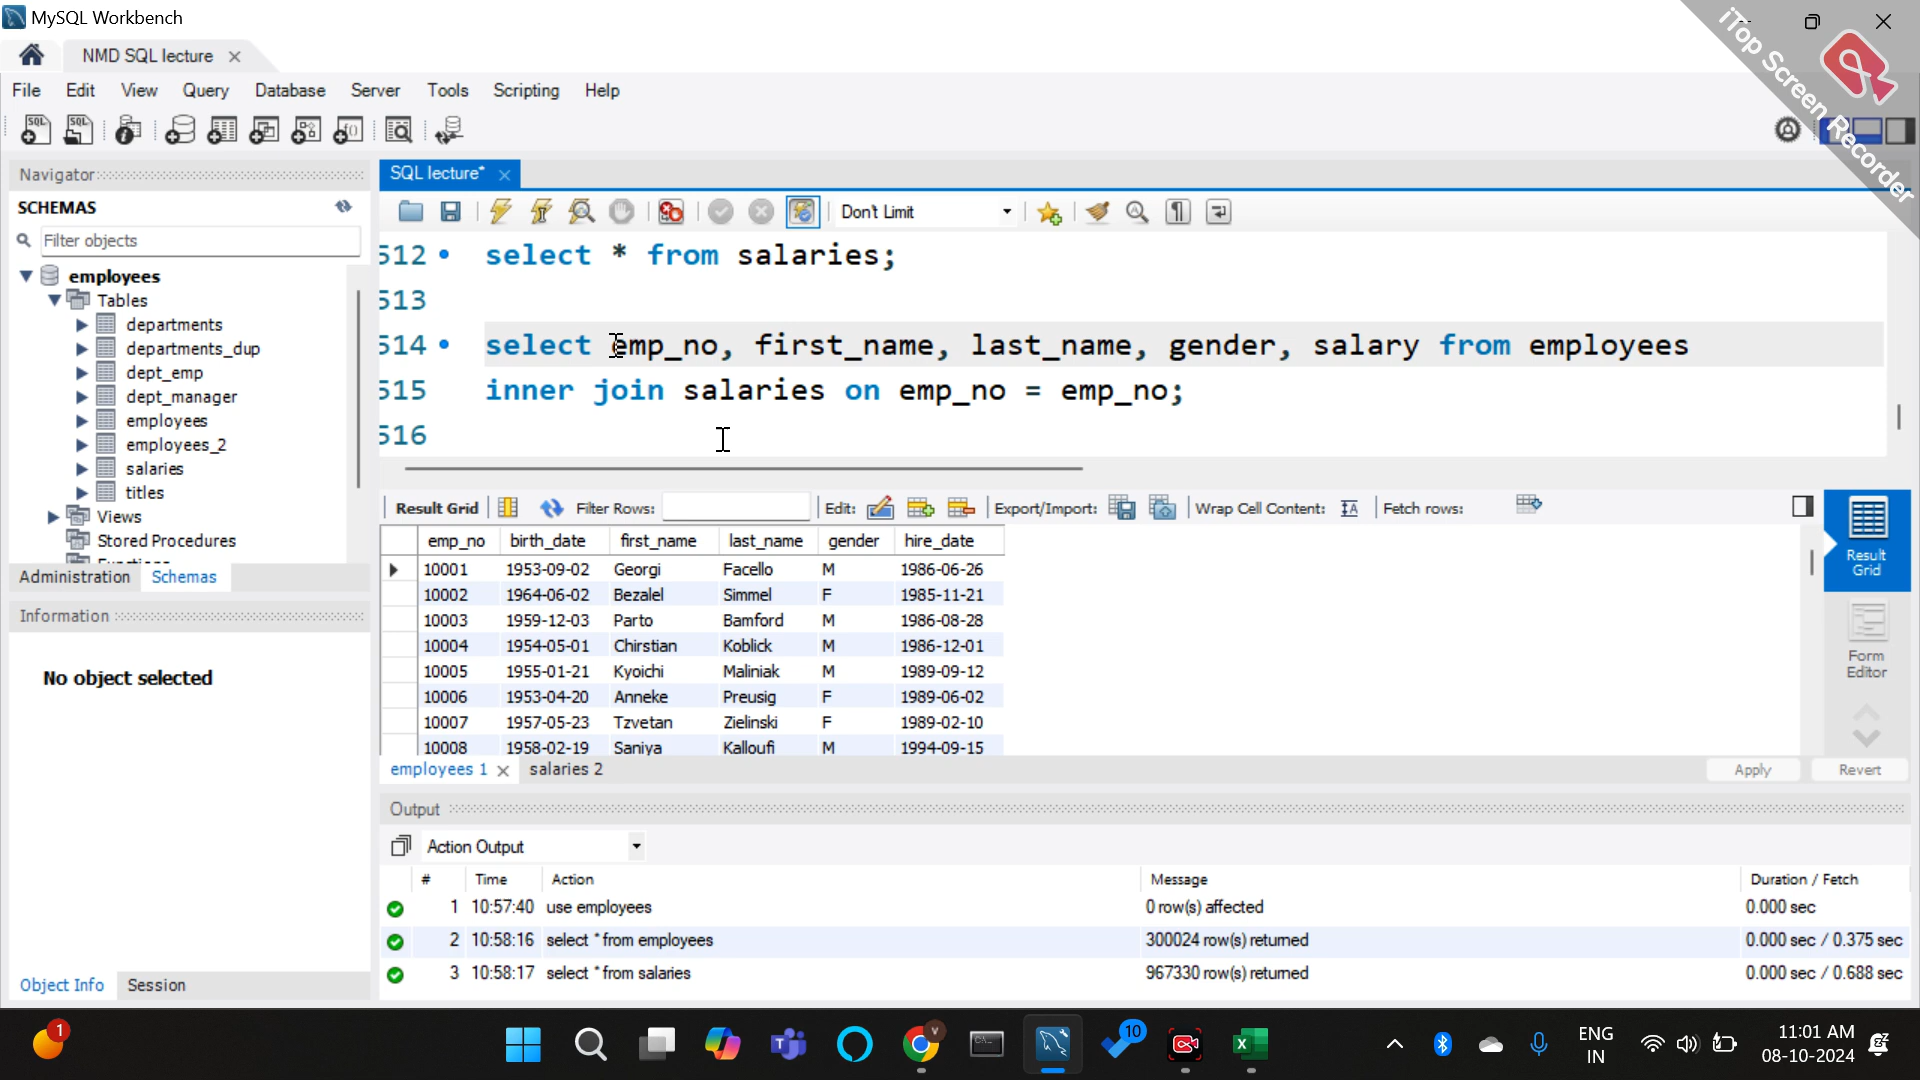 MySQL Workbench
iTop Screen Recorder
NMD SQL lecture
File Edit View Query Database Server Tools Scripting Help
Navigator
SQL lecture*
SCHEMAS
Don't Limit
Filter objects
employees
Tables
departments
departments_dup
dept_emp
dept_manager
employees
employees_2
salaries
titles
Views
Stored Procedures
Functions
Administration Schemas
Information
No object selected
Object Info Session
512 select * from salaries;
513
514 select emp_no, first_name, last_name, gender, salary from employees
515 inner join salaries on emp_no = emp_no;
516
Result Grid Filter Rows: Edit: Export/Import: Wrap Cell Content: Fetch rows:
emp_no birth_date first_name last_name gender hire_date
10001 1953-09-02 Georgi Facello M 1986-06-26
10002 1964-06-02 Bezalel Simmel F 1985-11-21
10003 1959-12-03 Parto Bamford M 1986-08-28
10004 1954-05-01 Chirstian Koblick M 1986-12-01
10005 1955-01-21 Kyoichi Maliniak M 1989-09-12
10006 1953-04-20 Anneke Preusig F 1989-06-02
10007 1957-05-23 Tzvetan Zielinski F 1989-02-10
10008 1958-02-19 Saniya Kalloufi M 1994-09-15
Result
Grid
Form
Editor
employees 1 salaries 2 Apply Revert
Output
Action Output
# Time Action Message Duration / Fetch
1 10:57:40 use employees 0 row(s) affected 0.000 sec
2 10:58:16 select * from employees 300024 row(s) returned 0.000 sec / 0.375 sec
3 10:58:17 select * from salaries 967330 row(s) returned 0.000 sec / 0.688 sec
1
V
10
ENG
IN
11:01 AM
08-10-2024